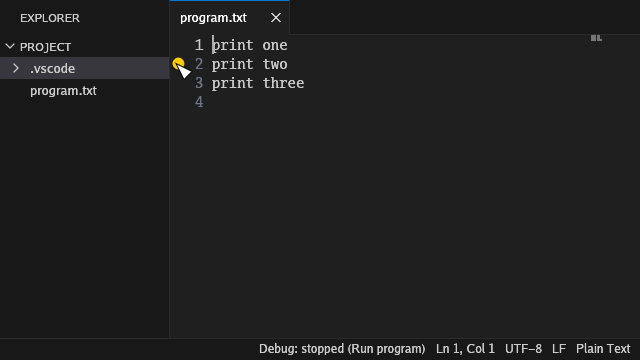 EXPLORER
PROJECT
.vscode
program.txt
program.txt
1 print one
2 print two
3 print three
4
Debug: stopped (Run program) Ln 1, Col 1 UTF-8 LF Plain Text